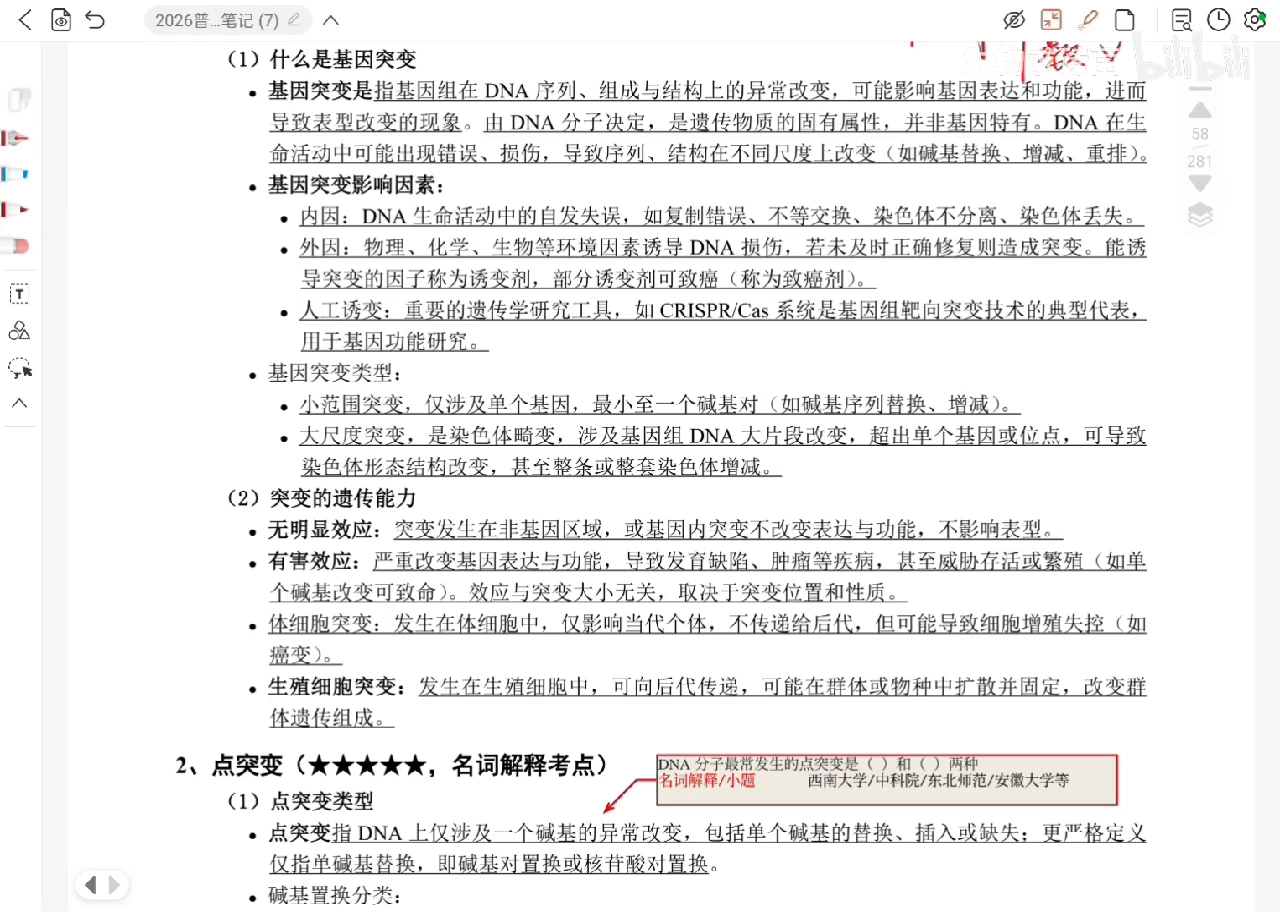 2026普...笔记 (7)
(1) 什么是基因突变
• 基因突变是指基因组在 DNA 序列、组成与结构上的异常改变，可能影响基因表达和功能，进而
导致表型改变的现象。由 DNA 分子决定，是遗传物质的固有属性，并非基因特有。DNA 在生
命活动中可能出现错误、损伤，导致序列、结构在不同尺度上改变（如碱基替换、增减、重排）。
• 基因突变影响因素：
• 内因：DNA 生命活动中的自发失误，如复制错误、不等交换、染色体不分离、染色体丢失。
• 外因：物理、化学、生物等环境因素诱导 DNA 损伤，若未及时正确修复则造成突变。能诱
导突变的因子称为诱变剂，部分诱变剂可致癌（称为致癌剂）。
• 人工诱变：重要的遗传学研究工具，如 CRISPR/Cas 系统是基因组靶向突变技术的典型代表，
用于基因功能研究。
• 基因突变类型：
• 小范围突变，仅涉及单个基因，最小至一个碱基对（如碱基序列替换、增减）。
• 大尺度突变，是染色体畸变，涉及基因组 DNA 大片段改变，超出单个基因或位点，可导致
染色体形态结构改变，甚至整条或整套染色体增减。
(2) 突变的遗传能力
• 无明显效应：突变发生在非基因区域，或基因内突变不改变表达与功能，不影响表型。
• 有害效应：严重改变基因表达与功能，导致发育缺陷、肿瘤等疾病，甚至威胁存活或繁殖（如单
个碱基改变可致命）。效应与突变大小无关，取决于突变位置和性质。
• 体细胞突变：发生在体细胞中，仅影响当代个体，不传递给后代，但可能导致细胞增殖失控（如
癌变）。
• 生殖细胞突变：发生在生殖细胞中，可向后代传递，可能在群体或物种中扩散并固定，改变群
体遗传组成。
2、点突变（★★★★★，名词解释考点）
DNA 分子最常发生的点突变是（ ）和（ ）两种
名词解释/小题 西南大学/中科院/东北师范/安徽大学等
(1) 点突变类型
• 点突变指 DNA 上仅涉及一个碱基的异常改变，包括单个碱基的替换、插入或缺失；更严格定义
仅指单碱基替换，即碱基对置换或核苷酸对置换。
• 碱基置换分类：
58
281
T
bilibili